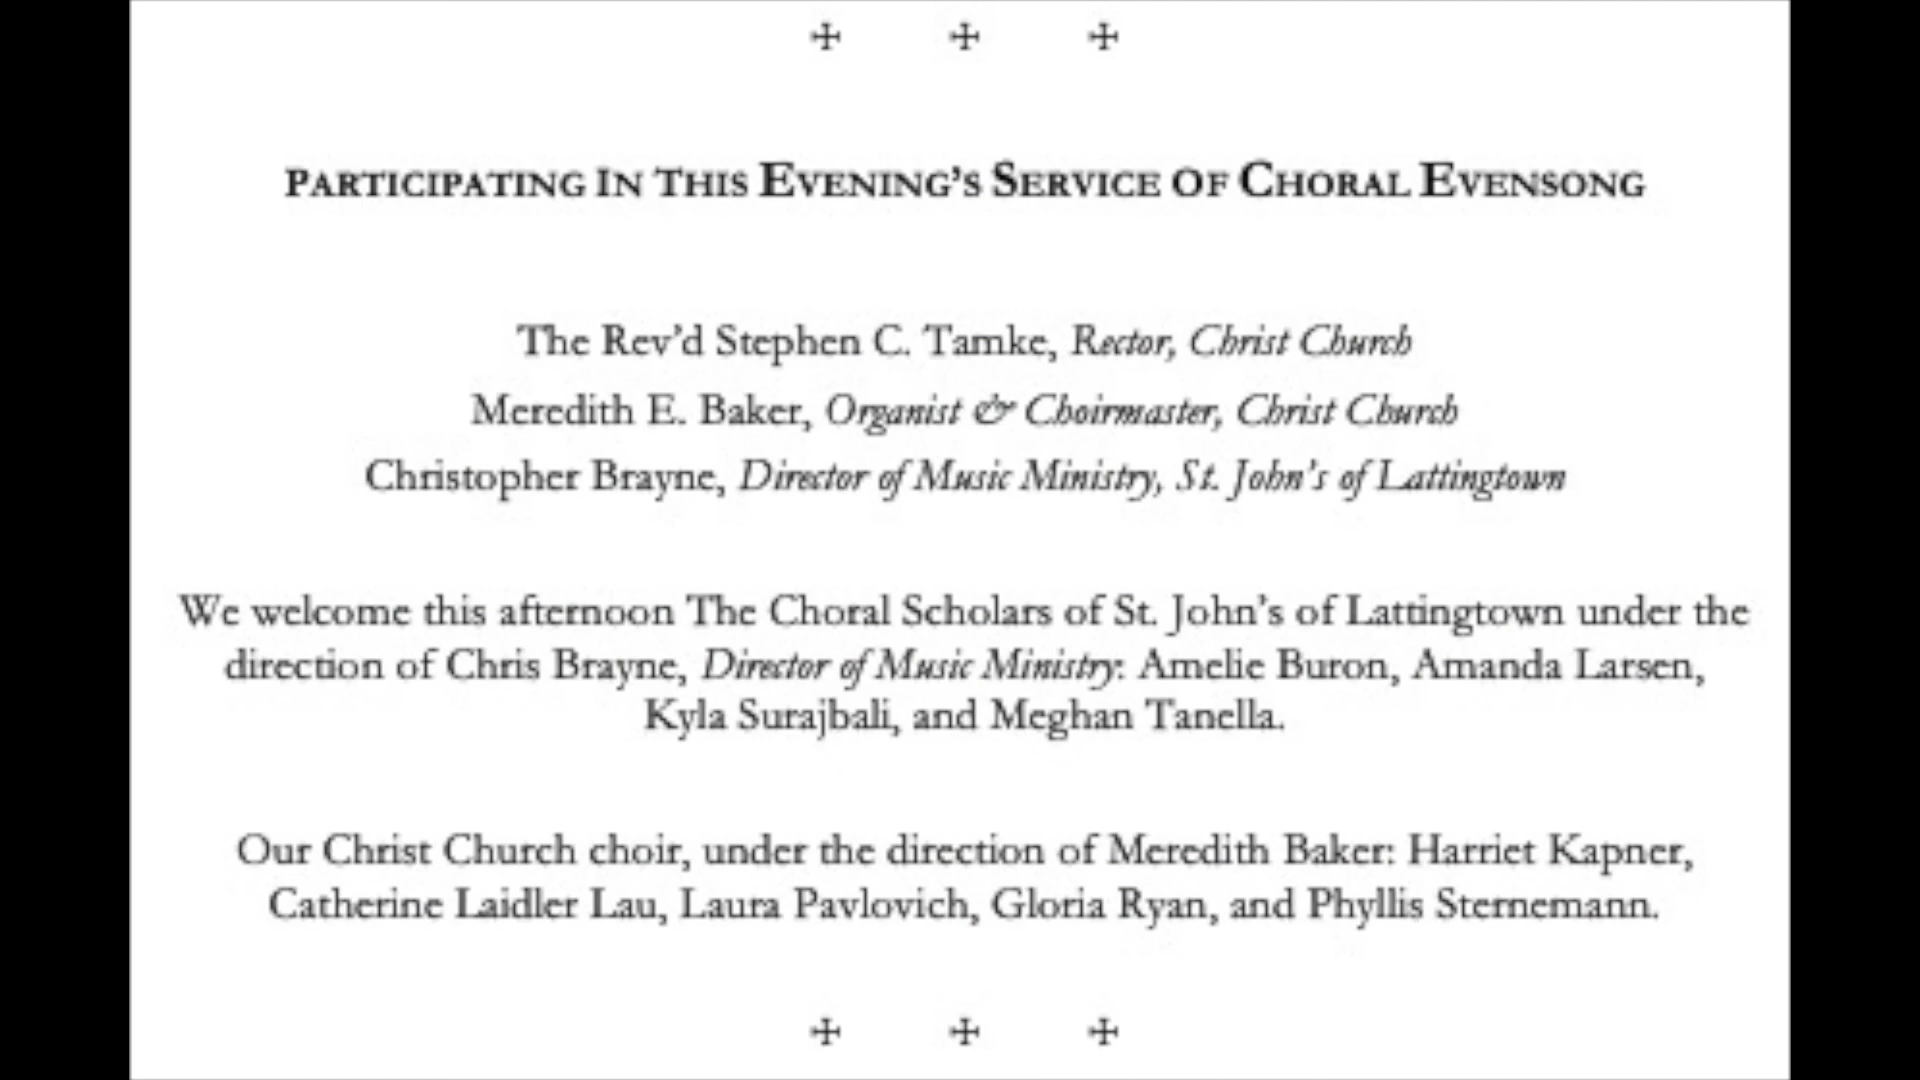 ☩ ☩ ☩
PARTICIPATING IN THIS EVENING'S SERVICE OF CHORAL EVENSONG
The Rev'd Stephen C. Tamke, Rector, Christ Church
Meredith E. Baker, Organist & Choirmaster, Christ Church
Christopher Brayne, Director of Music Ministry, St. John's of Lattingtown
We welcome this afternoon The Choral Scholars of St. John's of Lattingtown under the
direction of Chris Brayne, Director of Music Ministry: Amelie Buron, Amanda Larsen,
Kyla Surajbali, and Meghan Tanella.
Our Christ Church choir, under the direction of Meredith Baker: Harriet Kapner,
Catherine Laidler Lau, Laura Pavlovich, Gloria Ryan, and Phyllis Sternemann.
☩ ☩ ☩